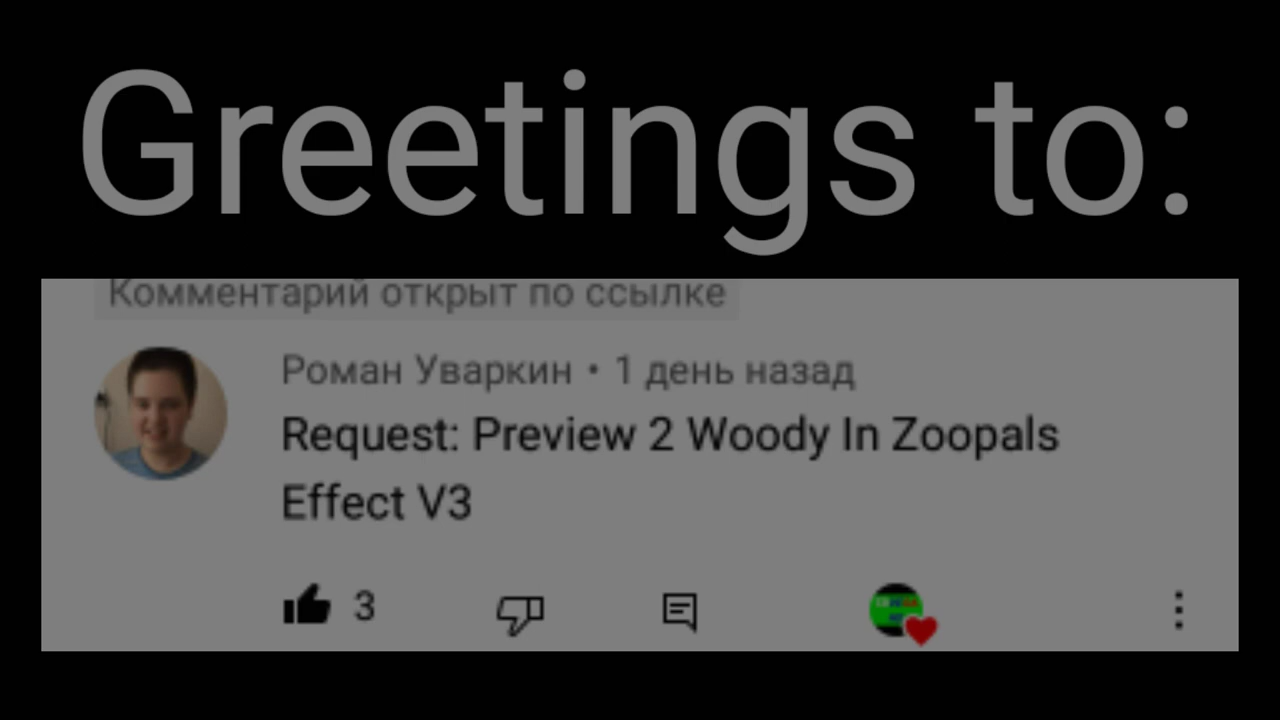 Greetings to:
Комментарий открыт по ссылке
Роман Уваркин • 1 день назад
Request: Preview 2 Woody In Zoopals
Effect V3
3